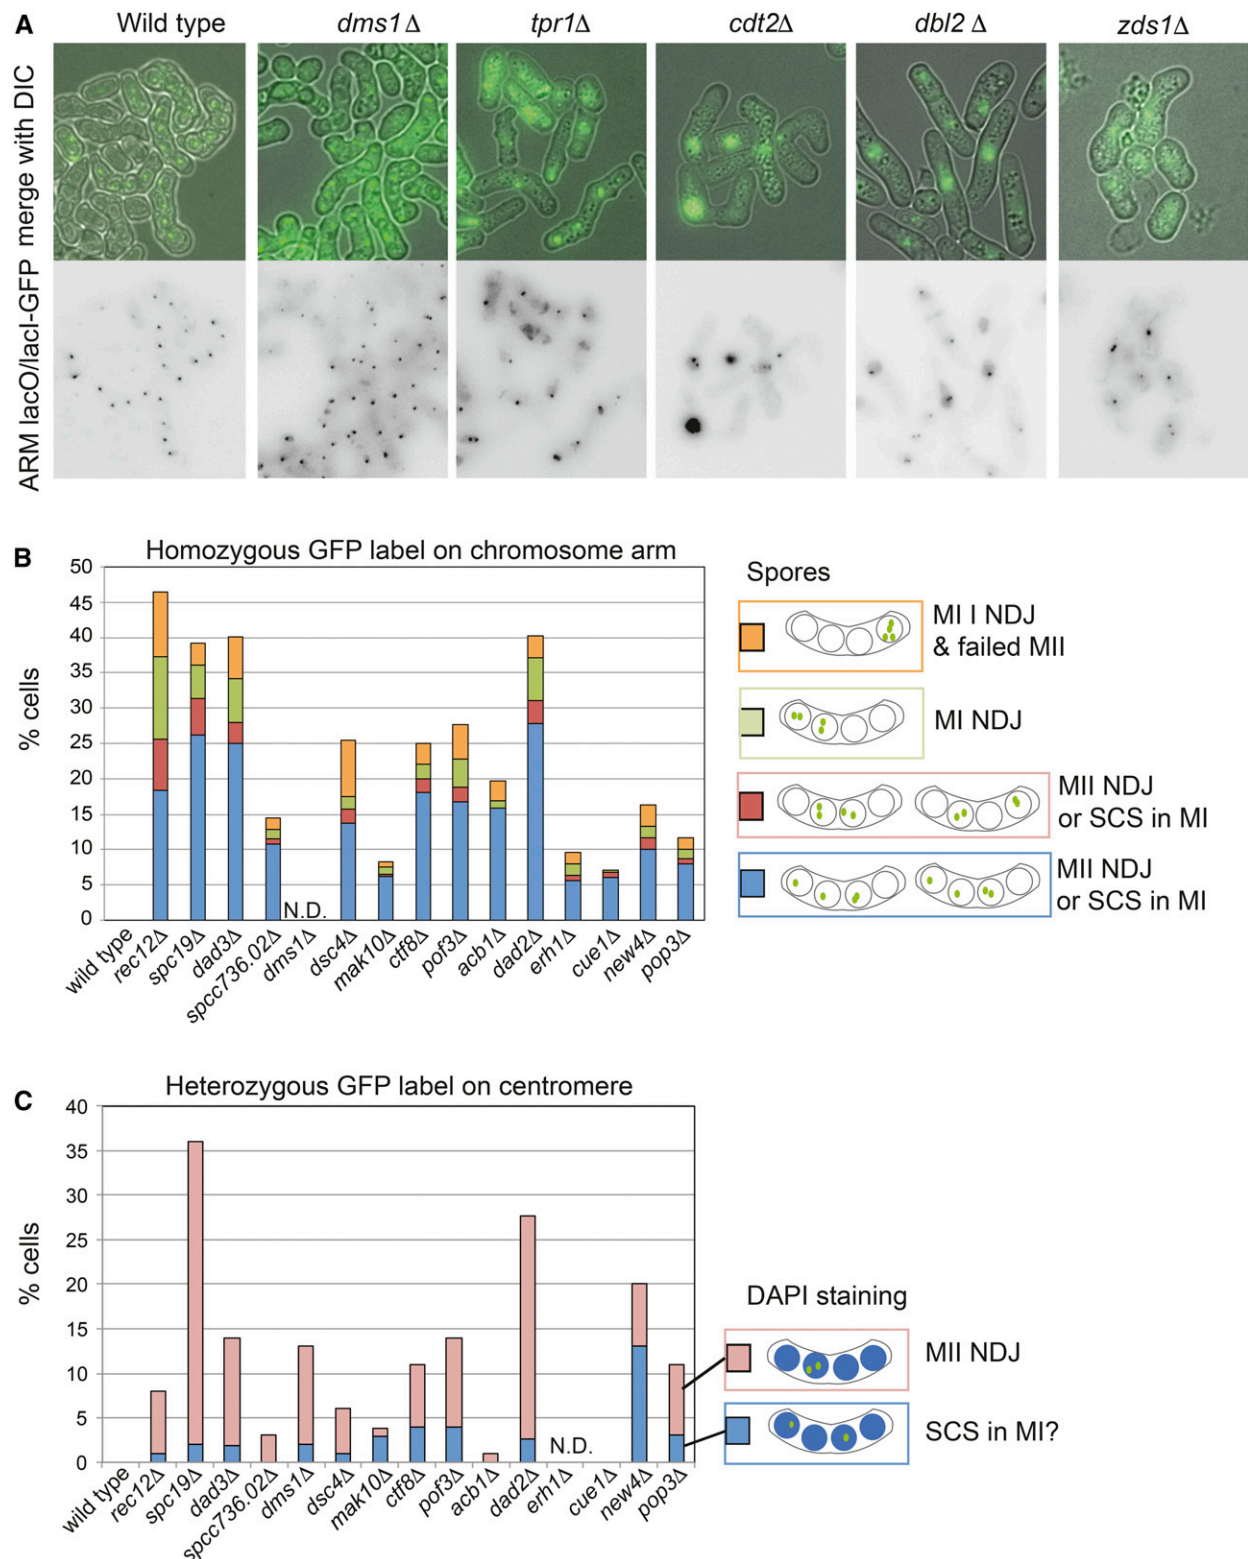 A
Wild type
dms1Δ
tpr1Δ
cdt2Δ
dbl2 Δ
zds1Δ
ARM lacO/lacI-GFP merge with DIC
B
Homozygous GFP label on chromosome arm
% cells
50
45
40
35
30
25
20
15
10
5
0
N.D.
wild type
rec12Δ
spc19Δ
dad3Δ
spcc736.02Δ
dms1Δ
dsc4Δ
mak10Δ
ctf8Δ
pof3Δ
acb1Δ
dad2Δ
erh1Δ
cue1Δ
new4Δ
pop3Δ
Spores
MI I NDJ
& failed MII
MI NDJ
MII NDJ
or SCS in MI
MII NDJ
or SCS in MI
C
Heterozygous GFP label on centromere
% cells
40
35
30
25
20
15
10
5
0
N.D.
wild type
rec12Δ
spc19Δ
dad3Δ
spcc736.02Δ
dms1Δ
dsc4Δ
mak10Δ
ctf8Δ
pof3Δ
acb1Δ
dad2Δ
erh1Δ
cue1Δ
new4Δ
pop3Δ
DAPI staining
MII NDJ
SCS in MI?